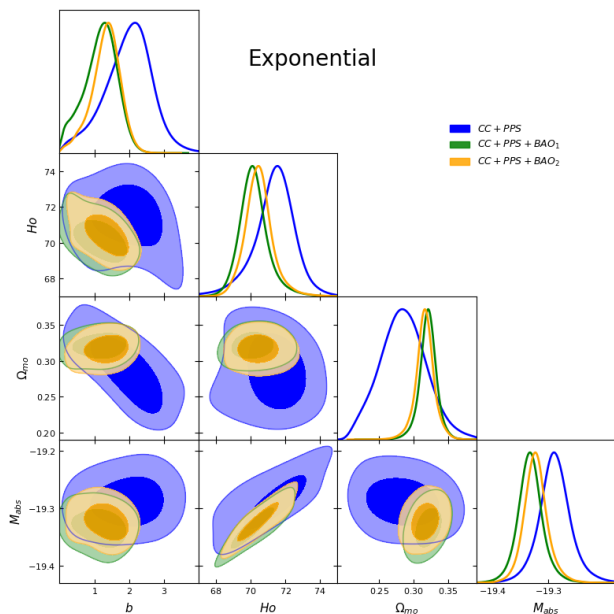 Exponential
CC+PPS
CC+PPS+BAO₁
CC+PPS+BAO₂
74
72
70
68
Ho
0.35
0.30
0.25
0.20
Ωmo
−19.2
−19.3
−19.4
Mabs
1 2 3
68 70 72 74
0.25 0.30 0.35
−19.4 −19.3
b Ho Ωmo Mabs